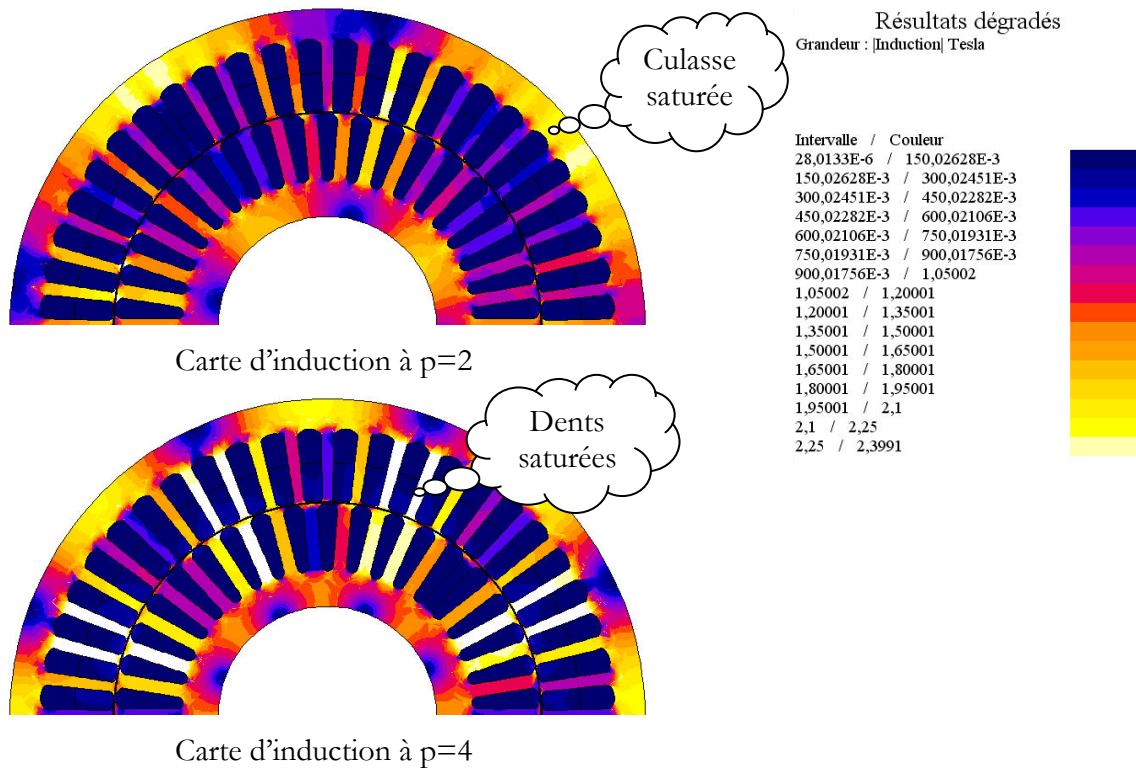 Culasse
saturée
Carte d'induction à p=2
Dents
saturées
Carte d'induction à p=4
Résultats dégradés
Grandeur : |Induction| Tesla
Intervalle / Couleur
28,0133E-6 / 150,02628E-3
150,02628E-3 / 300,02451E-3
300,02451E-3 / 450,02282E-3
450,02282E-3 / 600,02106E-3
600,02106E-3 / 750,01931E-3
750,01931E-3 / 900,01756E-3
900,01756E-3 / 1,05002
1,05002 / 1,20001
1,20001 / 1,35001
1,35001 / 1,50001
1,50001 / 1,65001
1,65001 / 1,80001
1,80001 / 1,95001
1,95001 / 2,1
2,1 / 2,25
2,25 / 2,3991